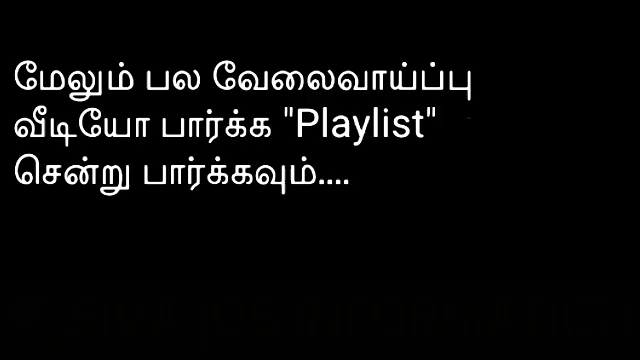 மேலும் பல வேலைவாய்ப்பு
வீடியோ பார்க்க "Playlist"
சென்று பார்க்கவும்....